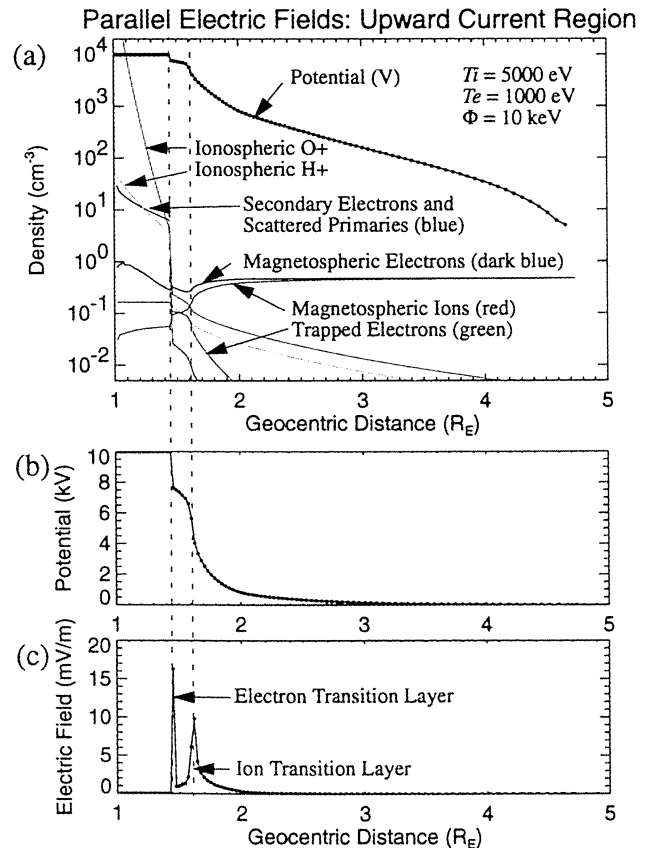 Parallel Electric Fields: Upward Current Region
(a)
Density (cm-3)
10^4
10^3
10^2
10^1
10^0
10^-1
10^-2
Potential (V)
Ti = 5000 eV
Te = 1000 eV
Φ = 10 keV
Ionospheric O+
Ionospheric H+
Secondary Electrons and
Scattered Primaries (blue)
Magnetospheric Electrons (dark blue)
Magnetospheric Ions (red)
Trapped Electrons (green)
1 2 3 4 5
Geocentric Distance (RE)
(b)
Potential (kV)
10
8
6
4
2
0
1 2 3 4 5
(c)
Electric Field (mV/m)
20
15
10
5
0
Electron Transition Layer
Ion Transition Layer
1 2 3 4 5
Geocentric Distance (RE)